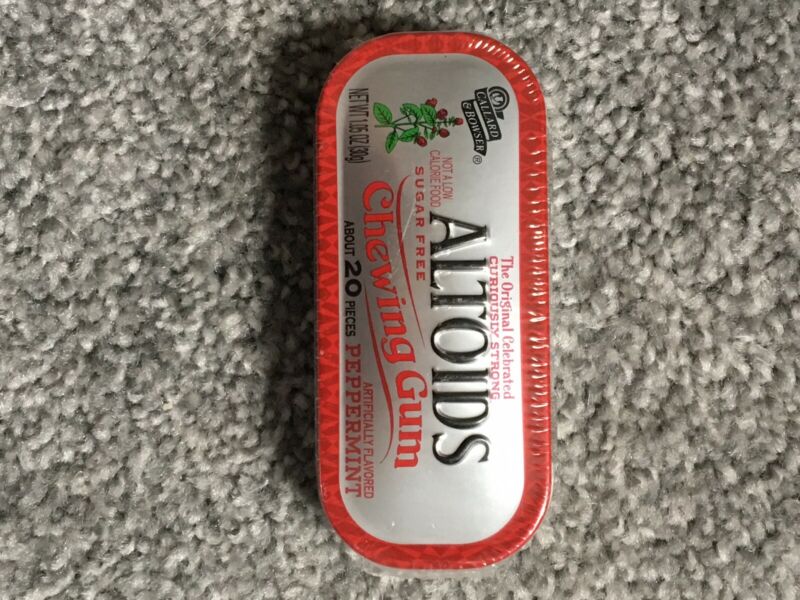 CALLARD
& BOWSER®
The Original Celebrated
CURIOUSLY STRONG
ALTOIDS
NOT A LOW
CALORIE FOOD
SUGAR FREE
Chewing Gum
ARTIFICIALLY FLAVORED
NET WT 1.05 OZ (30g)
ABOUT 20 PIECES PEPPERMINT